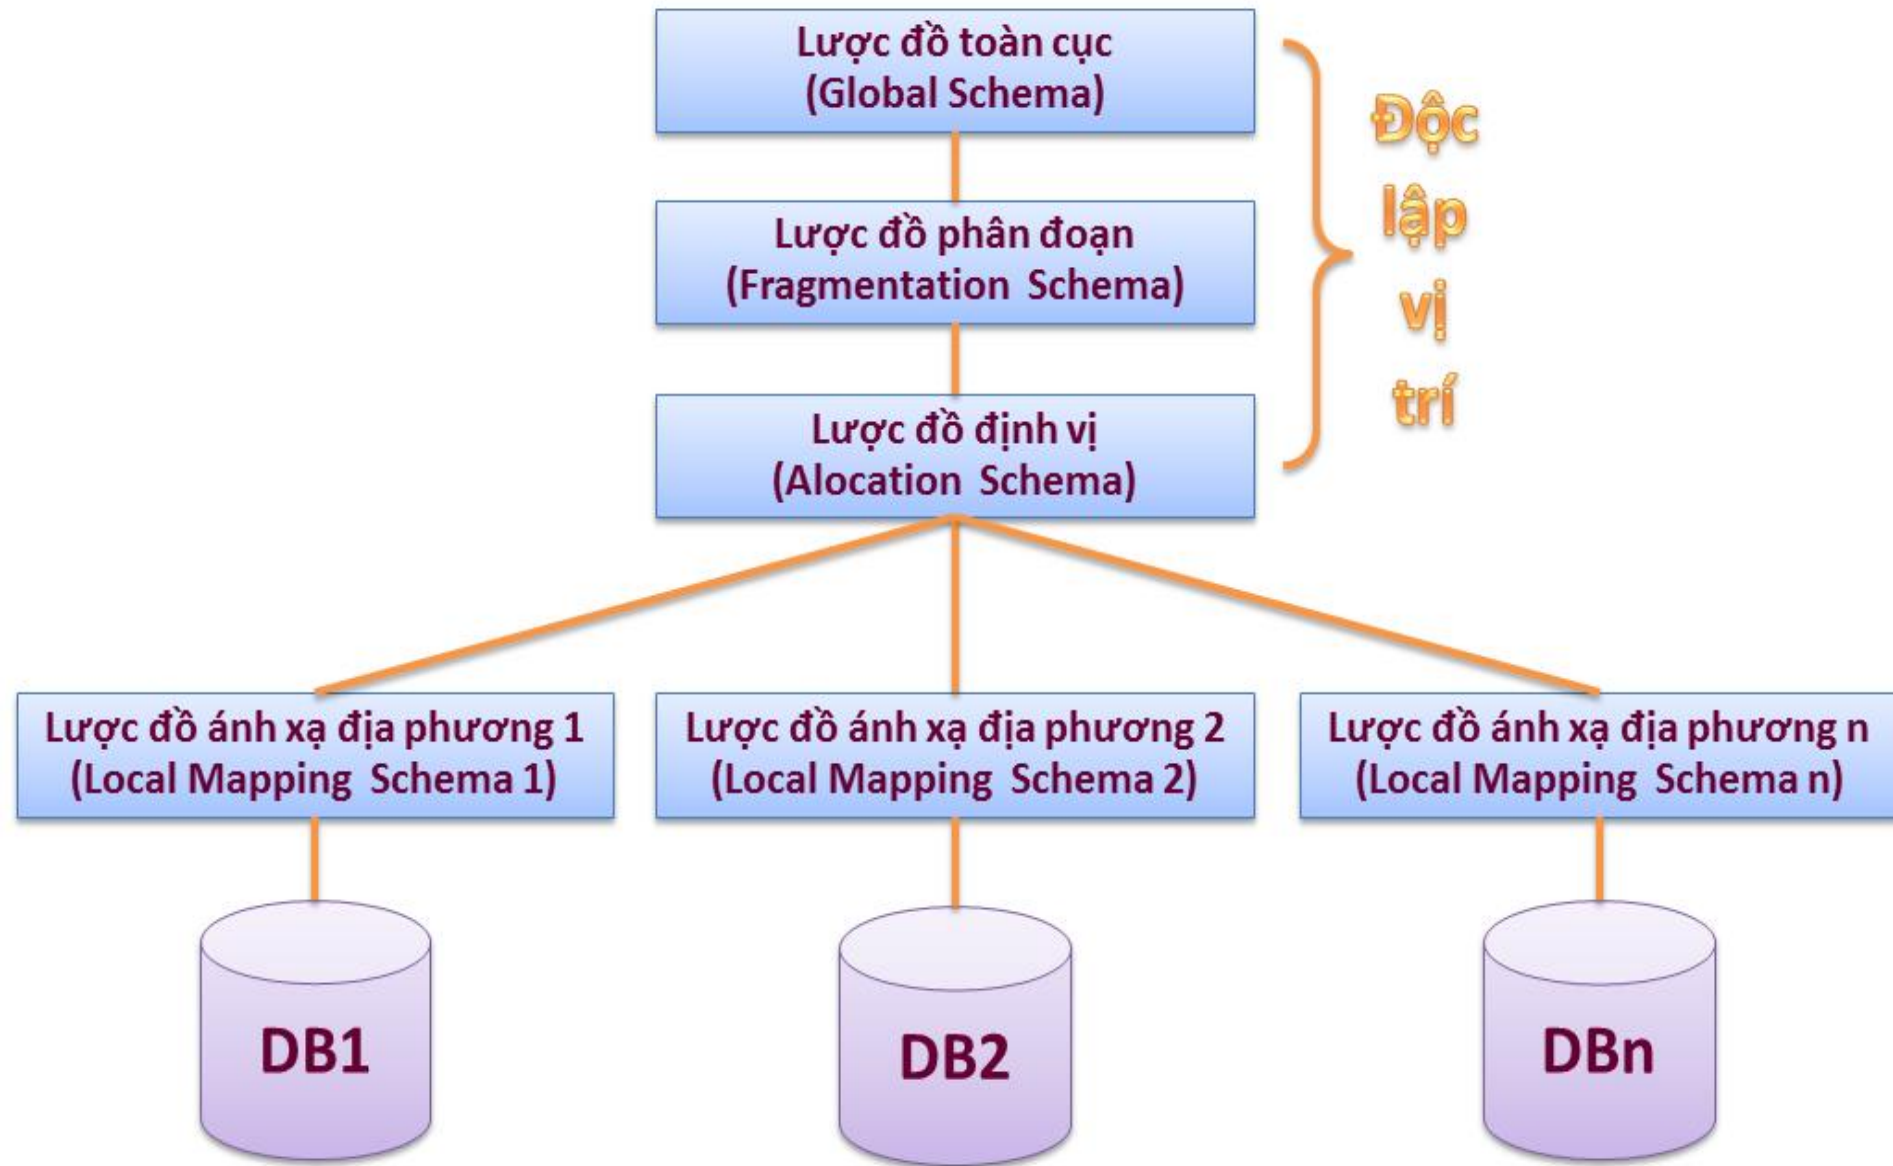 Lược đồ toàn cục
(Global Schema)
Độc
lập
vị
trí
Lược đồ phân đoạn
(Fragmentation Schema)
Lược đồ định vị
(Alocation Schema)
Lược đồ ánh xạ địa phương 1
(Local Mapping Schema 1)
Lược đồ ánh xạ địa phương 2
(Local Mapping Schema 2)
Lược đồ ánh xạ địa phương n
(Local Mapping Schema n)
DB1
DB2
DBn